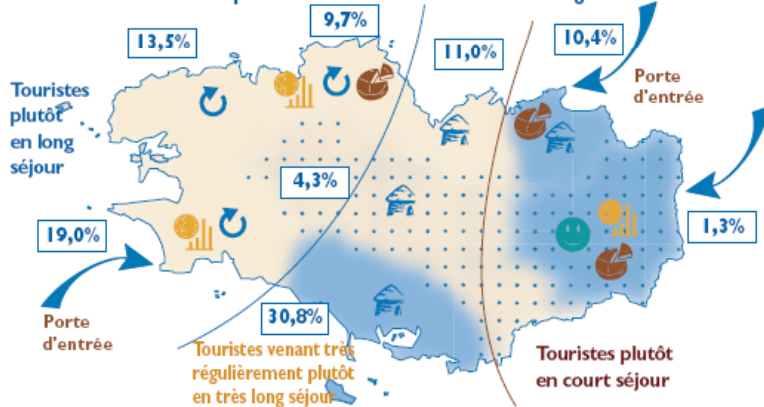 9,7%
13,5%
11,0%
10,4%
Touristes
plutôt
en long
séjour
Porte
d'entrée
4,3%
19,0%
1,3%
30,8%
Porte
d'entrée
Touristes venant très
régulièrement plutôt
en très long séjour
Touristes plutôt
en court séjour